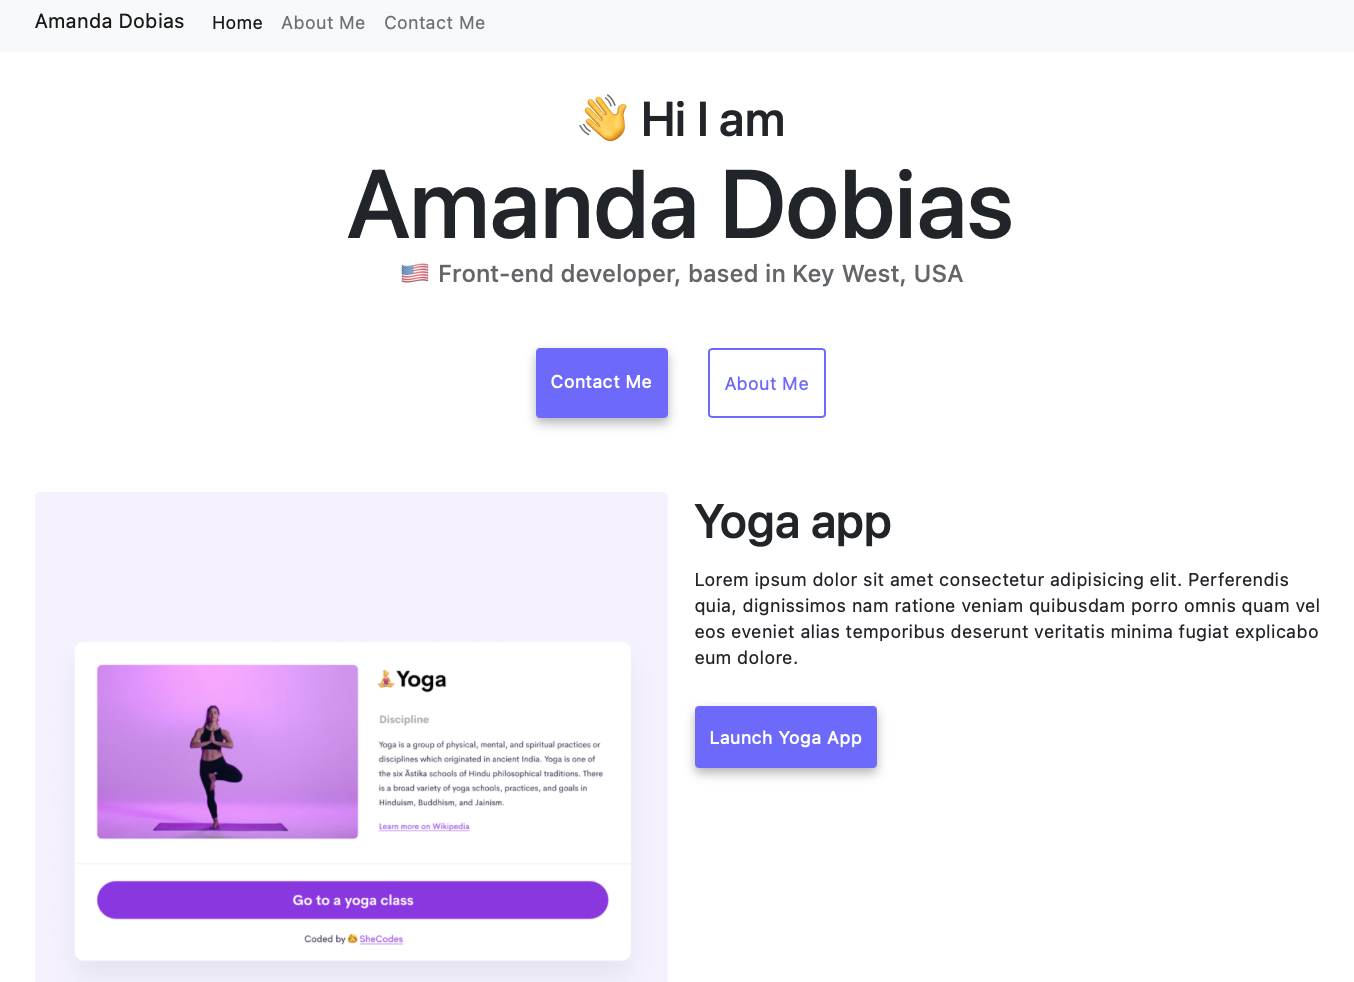 Amanda Dobias Home About Me Contact Me
👋 Hi I am
Amanda Dobias
🇺🇸 Front-end developer, based in Key West, USA
Contact Me About Me
Yoga app
Lorem ipsum dolor sit amet consectetur adipisicing elit. Perferendis
quia, dignissimos nam ratione veniam quibusdam porro omnis quam vel
eos eveniet alias temporibus deserunt veritatis minima fugiat explicabo
eum dolore.
Launch Yoga App
🧘Yoga
Discipline
Yoga is a group of physical, mental, and spiritual practices or
disciplines which originated in ancient India. Yoga is one of
the six Āstika schools of Hindu philosophical traditions. There
is a broad variety of yoga schools, practices, and goals in
Hinduism, Buddhism, and Jainism.
Learn more on Wikipedia
Go to a yoga class
Coded by SheCodes